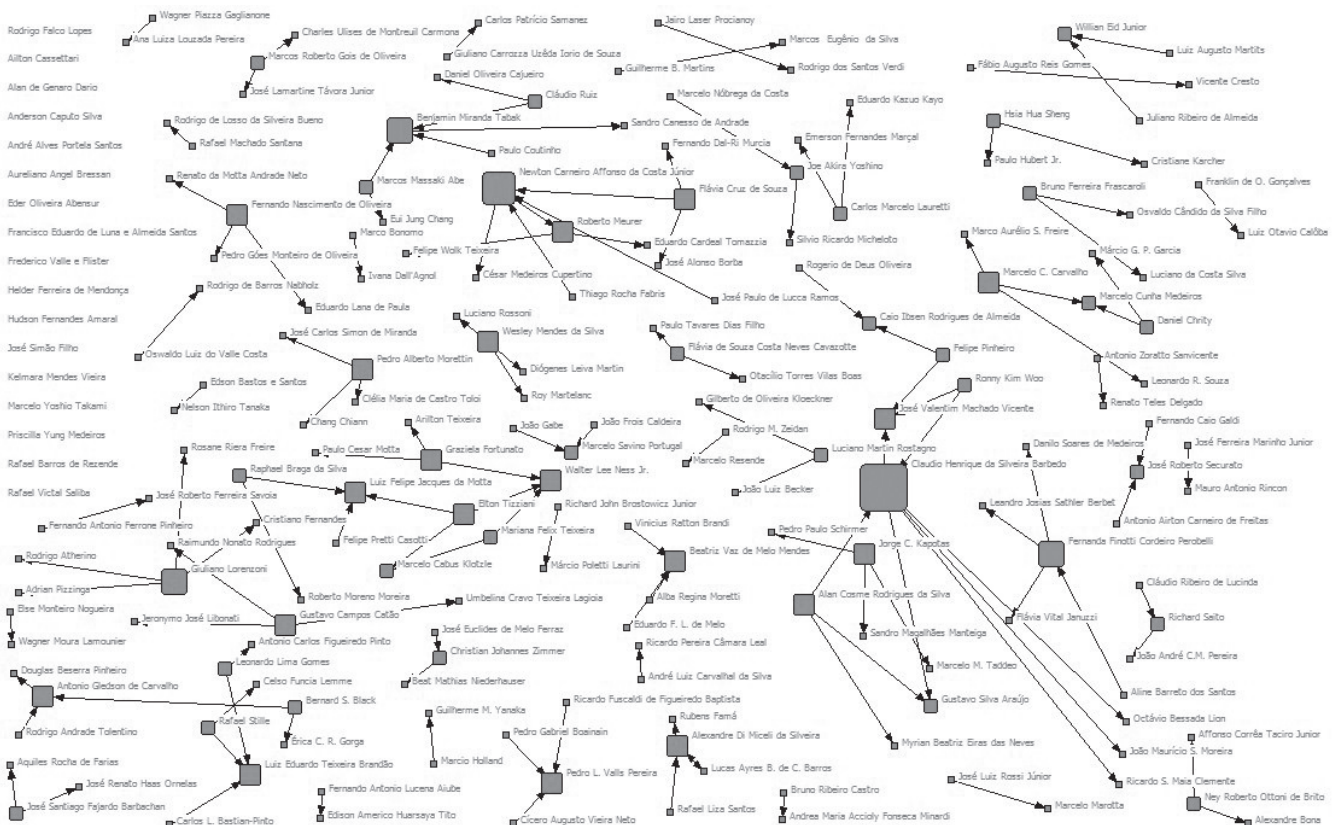 Rodrigo Falco Lopes
Ailton Cassettari
Alan de Genaro Dario
Anderson Caputo Silva
André Alves Portela Santos
Aureliano Angel Bressan
Eder Oliveira Abensur
Francisco Eduardo de Luna e Almeida Santos
Frederico Valle e Flister
Helder Ferreira de Mendonça
Hudson Fernandes Amaral
José Simão Filho
Kelmara Mendes Vieira
Marcelo Yoshio Takami
Priscilla Yung Medeiros
Rafael Barros de Rezende
Rafael Victal Saliba
Wagner Piazza Gaglianone
Ana Luiza Louzada Pereira
Charles Ulises de Montreuil Carmona
Marcos Roberto Gois de Oliveira
José Lamartine Távora Junior
Carlos Patrício Samanez
Giuliano Carrozza Uzêda Iorio de Souza
Jairo Laser Procianoy
Marcos Eugênio da Silva
Guilherme B. Martins
Rodrigo dos Santos Verdi
Willian Eid Junior
Luiz Augusto Martits
Fábio Augusto Reis Gomes
Vicente Cresto
Juliano Ribeiro de Almeida
Daniel Oliveira Cajueiro
Cláudio Ruiz
Benjamin Miranda Tabak
Sandro Canesso de Andrade
Paulo Coutinho
Marcos Massaki Abe
Eui Jung Chang
Marcelo Nóbrega da Costa
Eduardo Kazuo Kayo
Emerson Fernandes Marçal
Joe Akira Yoshino
Carlos Marcelo Lauretti
Silvio Ricardo Micheloto
Hsia Hua Sheng
Paulo Hubert Jr.
Cristiane Karcher
Rodrigo de Losso da Silveira Bueno
Rafael Machado Santana
Renato da Motta Andrade Neto
Fernando Nascimento de Oliveira
Pedro Góes Monteiro de Oliveira
Eduardo Lana de Paula
Newton Carneiro Affonso da Costa Júnior
Fernando Dal-Ri Murcia
Flávia Cruz de Souza
Roberto Meurer
Felipe Wolk Teixeira
Eduardo Cardeal Tomazzia
José Alonso Borba
César Medeiros Cupertino
Thiago Rocha Fabris
José Paulo de Lucca Ramos
Marco Bonomo
Ivana Dall'Agnol
Bruno Ferreira Frascaroli
Osvaldo Cândido da Silva Filho
Luciano da Costa Silva
Franklin de O. Gonçalves
Luiz Otavio Calôba
Marco Aurélio S. Freire
Márcio G. P. Garcia
Marcelo C. Carvalho
Marcelo Cunha Medeiros
Daniel Chrity
Leonardo R. Souza
Rodrigo de Barros Nabholz
Oswaldo Luiz do Valle Costa
Rogerio de Deus Oliveira
Caio Ibsen Rodrigues de Almeida
Felipe Pinheiro
Ronny Kim Woo
José Valentim Machado Vicente
José Carlos Simon de Miranda
Pedro Alberto Morettin
Clélia Maria de Castro Toloi
Chang Chiann
Luciano Rossoni
Wesley Mendes da Silva
Diógenes Leiva Martin
Roy Martelanc
Paulo Tavares Dias Filho
Flávia de Souza Costa Neves Cavazotte
Otacílio Torres Vilas Boas
Antonio Zoratto Sanvicente
Renato Teles Delgado
Edson Bastos e Santos
Nelson Ithiro Tanaka
Gilberto de Oliveira Kloeckner
Luciano Martin Rostagno
João Luiz Becker
Rodrigo M. Zeidan
Marcelo Resende
João Gabe
João Frois Caldeira
Marcelo Savino Portugal
Arilton Teixeira
Paulo Cesar Motta
Graziela Fortunato
Walter Lee Ness Jr.
Rosane Riera Freire
Raphael Braga da Silva
Luiz Felipe Jacques da Motta
Elton Tizziani
Mariana Felix Teixeira
Felipe Pretti Casotti
Marcelo Cabus Klotzle
Richard John Brostowicz Junior
Márcio Poletti Laurini
José Roberto Ferreira Savoia
Fernando Antonio Ferrone Pinheiro
Cristiano Fernandes
Raimundo Nonato Rodrigues
Rodrigo Atherino
Giuliano Lorenzoni
Adrian Pizzinga
Roberto Moreno Moreira
Jeronymo José Libonati
Gustavo Campos Catão
Umbelina Cravo Teixeira Lagioia
Claudio Henrique da Silveira Barbedo
Danilo Soares de Medeiros
Fernando Caio Galdi
José Roberto Securato
Antonio Airton Carneiro de Freitas
José Ferreira Marinho Junior
Mauro Antonio Rincon
Leandro Josias Sathler Berbet
Fernanda Finotti Cordeiro Perobelli
Flávia Vital Januzzi
Aline Barreto dos Santos
Vinicius Ratton Brandi
Beatriz Vaz de Melo Mendes
Alba Regina Moretti
Eduardo F. L. de Melo
Pedro Paulo Schirmer
Jorge C. Kapotas
Alan Cosme Rodrigues da Silva
Sandro Magalhães Manteiga
Marcelo M. Taddeo
Gustavo Silva Araújo
Myrian Beatriz Eiras das Neves
Octávio Bessada Lion
João Maurício S. Moreira
Ricardo S. Maia Clemente
Cláudio Ribeiro de Lucinda
Richard Saito
João André C.M. Pereira
Else Monteiro Nogueira
Wagner Moura Lamounier
Antonio Carlos Figueiredo Pinto
Leonardo Lima Gomes
Celso Funcia Lemme
Rafael Stille
Luiz Eduardo Teixeira Brandão
Carlos L. Bastian-Pinto
José Euclides de Melo Ferraz
Christian Johannes Zimmer
Beat Mathias Niederhauser
Ricardo Pereira Câmara Leal
André Luiz Carvalhal da Silva
Douglas Beserra Pinheiro
Antonio Gledson de Carvalho
Bernard S. Black
Rodrigo Andrade Tolentino
Érica C. R. Gorga
Guilherme M. Yanaka
Marcio Holland
Ricardo Fuscaldi de Figueiredo Baptista
Pedro Gabriel Boainain
Pedro L. Valls Pereira
Cícero Augusto Vieira Neto
Rubens Famá
Alexandre Di Miceli da Silveira
Lucas Ayres B. de C. Barros
Rafael Liza Santos
Aquiles Rocha de Farias
José Renato Haas Ornelas
José Santiago Fajardo Barbachan
Fernando Antonio Lucena Aiube
Edison Americo Huarsaya Tito
Bruno Ribeiro Castro
Andrea Maria Accioly Fonseca Minardi
José Luiz Rossi Júnior
Marcelo Marotta
Affonso Corrêa Taciro Junior
Ney Roberto Ottoni de Brito
Alexandre Bona